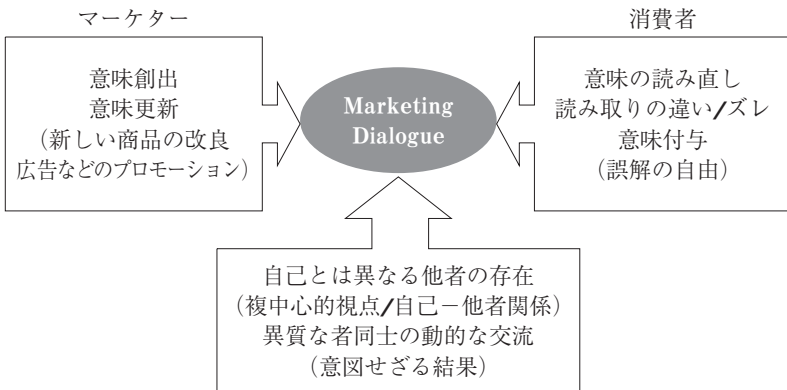 マーケター
意味創出
意味更新
(新しい商品の改良
広告などのプロモーション)
Marketing
Dialogue
消費者
意味の読み直し
読み取りの違い/ズレ
意味付与
(誤解の自由)
自己とは異なる他者の存在
(複中心的視点/自己−他者関係)
異質な者同士の動的な交流
(意図せざる結果)